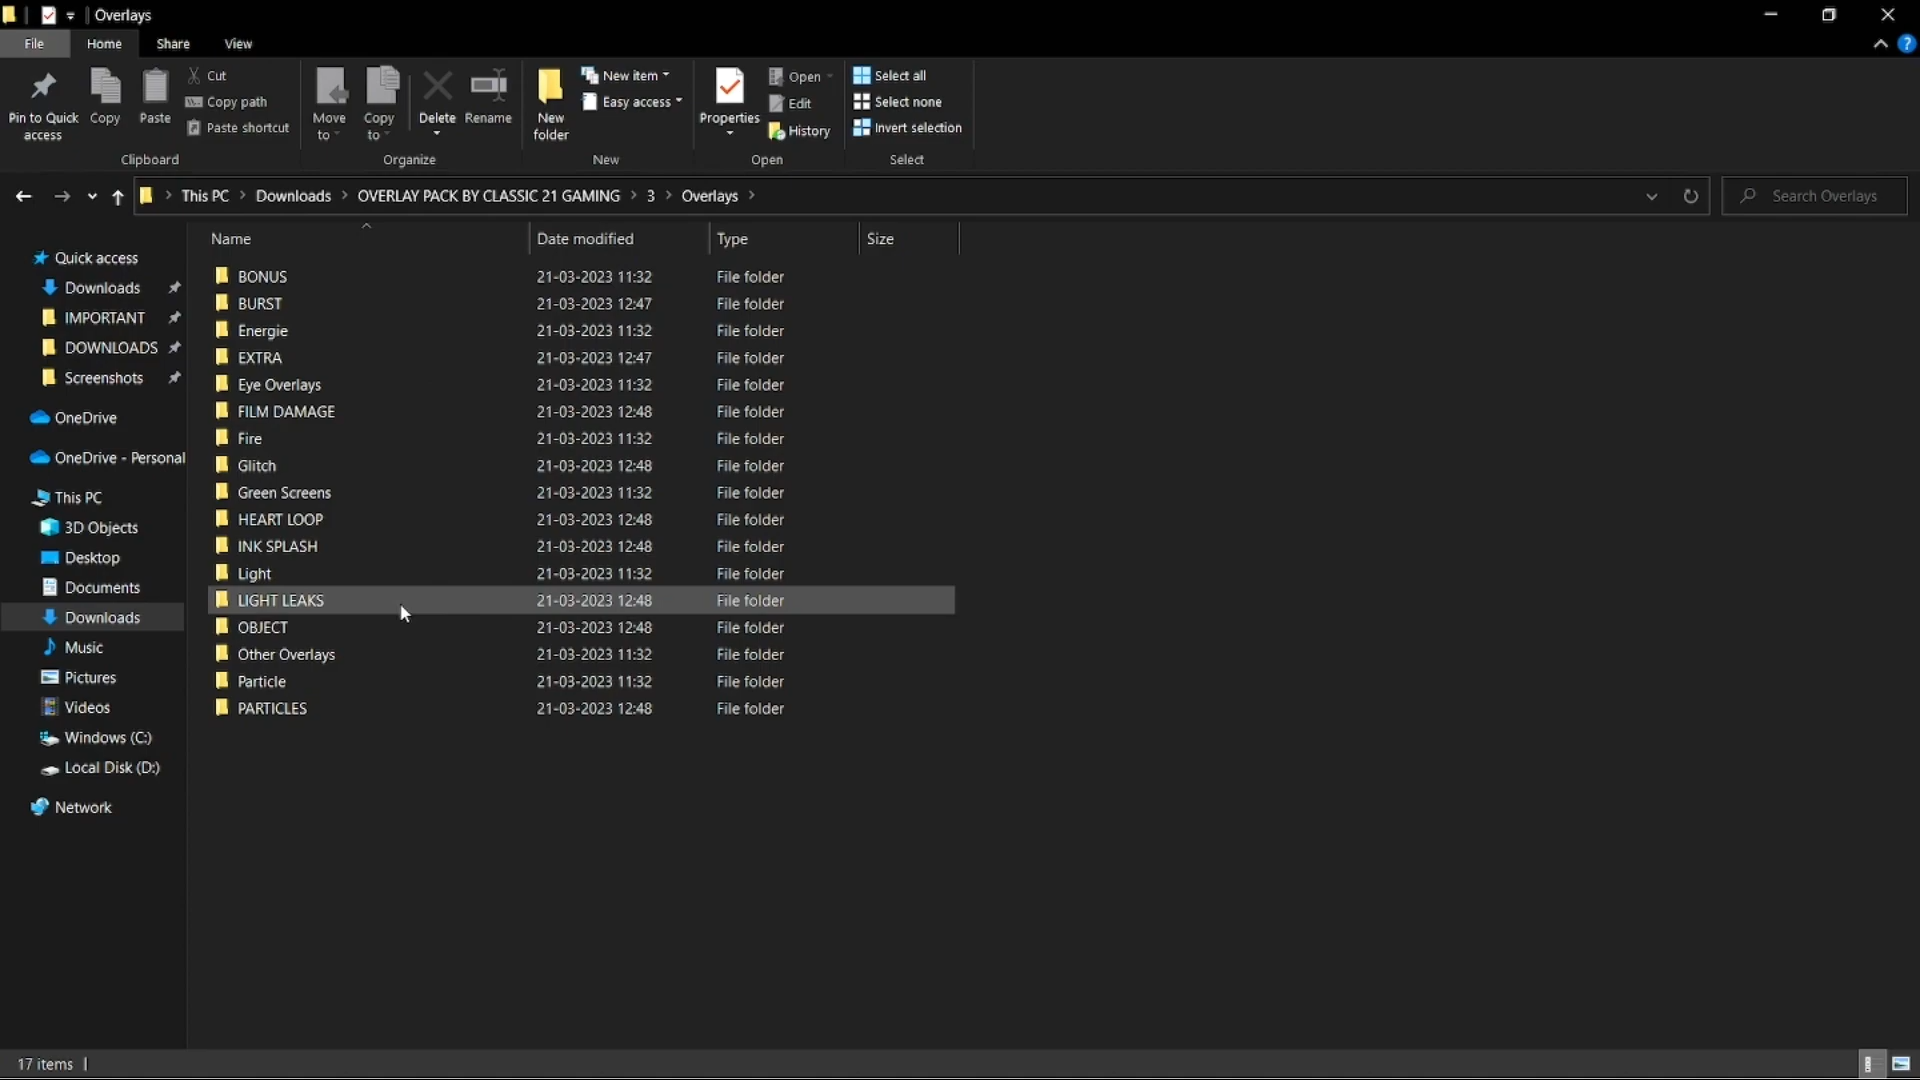 Overlays
File Home Share View
Pin to Quick access
Copy
Paste
Cut
Copy path
Paste shortcut
Clipboard
Move to
Copy to
Delete
Rename
Organize
New folder
New item
Easy access
New
Properties
Open
Edit
History
Open
Select all
Select none
Invert selection
Select
This PC > Downloads > OVERLAY PACK BY CLASSIC 21 GAMING > 3 > Overlays >
Search Overlays
Quick access
Downloads
IMPORTANT
DOWNLOADS
Screenshots
OneDrive
OneDrive - Personal
This PC
3D Objects
Desktop
Documents
Downloads
Music
Pictures
Videos
Windows (C:)
Local Disk (D:)
Network
Name Date modified Type Size
BONUS 21-03-2023 11:32 File folder
BURST 21-03-2023 12:47 File folder
Energie 21-03-2023 11:32 File folder
EXTRA 21-03-2023 12:47 File folder
Eye Overlays 21-03-2023 11:32 File folder
FILM DAMAGE 21-03-2023 12:48 File folder
Fire 21-03-2023 11:32 File folder
Glitch 21-03-2023 12:48 File folder
Green Screens 21-03-2023 11:32 File folder
HEART LOOP 21-03-2023 12:48 File folder
INK SPLASH 21-03-2023 12:48 File folder
Light 21-03-2023 11:32 File folder
LIGHT LEAKS 21-03-2023 12:48 File folder
OBJECT 21-03-2023 12:48 File folder
Other Overlays 21-03-2023 11:32 File folder
Particle 21-03-2023 11:32 File folder
PARTICLES 21-03-2023 12:48 File folder
17 items